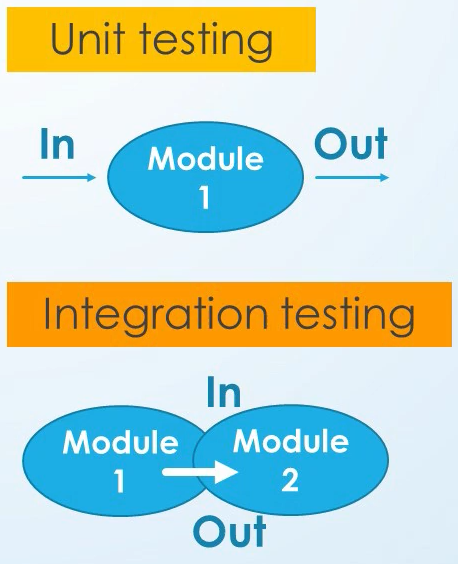 Unit testing
In
Module
1
Out
Integration testing
In
Module
1
Module
2
Out